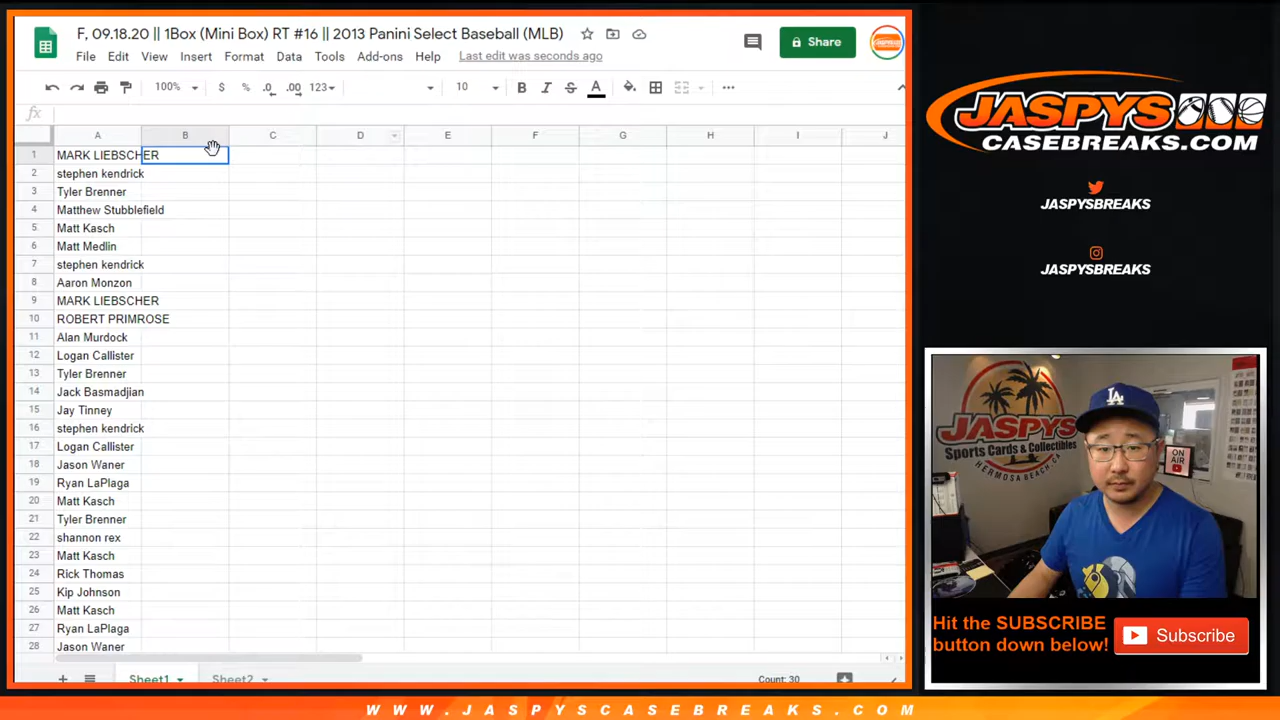 F, 09.18.20 || 1Box (Mini Box) RT #16 || 2013 Panini Select Baseball (MLB)
File Edit View Insert Format Data Tools Add-ons Help Last edit was seconds ago
Share
100% $ % .0 .00 123 10 B I S A
fx
A B C D E F G H I J
1 MARK LIEBSCHER
2 stephen kendrick
3 Tyler Brenner
4 Matthew Stubblefield
5 Matt Kasch
6 Matt Medlin
7 stephen kendrick
8 Aaron Monzon
9 MARK LIEBSCHER
10 ROBERT PRIMROSE
11 Alan Murdock
12 Logan Callister
13 Tyler Brenner
14 Jack Basmadjian
15 Jay Tinney
16 stephen kendrick
17 Logan Callister
18 Jason Waner
19 Ryan LaPlaga
20 Matt Kasch
21 Tyler Brenner
22 shannon rex
23 Matt Kasch
24 Rick Thomas
25 Kip Johnson
26 Matt Kasch
27 Ryan LaPlaga
28 Jason Waner
Sheet1 Sheet2 Count: 30
JASPYS
CASEBREAKS.COM
JASPYSBREAKS
JASPYSBREAKS
JASPYS
Sports Cards & Collectibles
HERMOSA BEACH, CA
LA
ON AIR
Hit the SUBSCRIBE
button down below!
Subscribe
WWW.JASPYSCASEBREAKS.COM